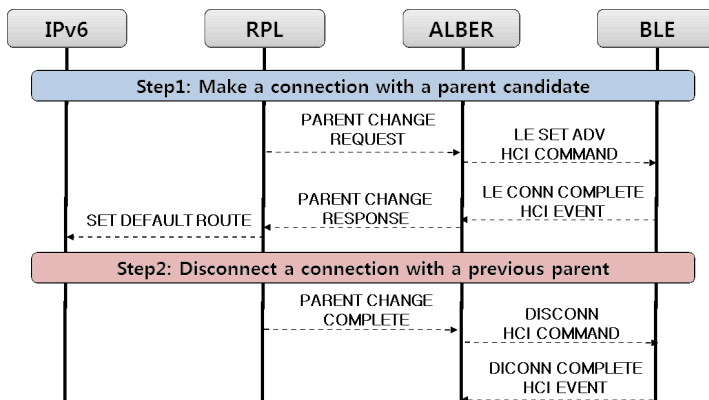 IPv6
RPL
ALBER
BLE
Step1: Make a connection with a parent candidate
PARENT CHANGE
REQUEST
LE SET ADV
HCI COMMAND
LE CONN COMPLETE
HCI EVENT
PARENT CHANGE
RESPONSE
SET DEFAULT ROUTE
Step2: Disconnect a connection with a previous parent
PARENT CHANGE
COMPLETE
DISCONN
HCI COMMAND
DICONN COMPLETE
HCI EVENT